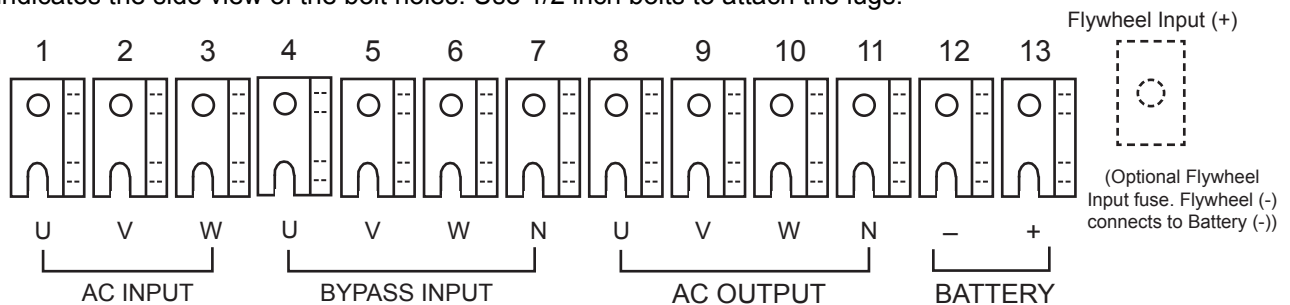 indicates the side view of the bolt holes. Use 1/2 inch bolts to attach the lugs.
Flywheel Input (+)
1 2 3 4 5 6 7 8 9 10 11 12 13
(Optional Flywheel
Input fuse. Flywheel (-)
connects to Battery (-))
U V W U V W N U V W N – +
AC INPUT BYPASS INPUT AC OUTPUT BATTERY